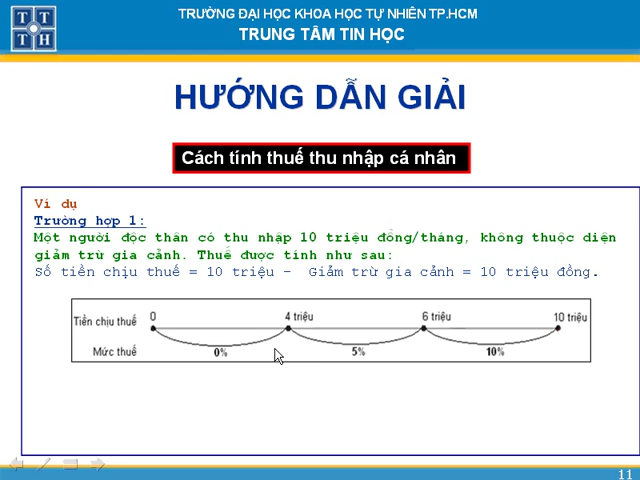 TRƯỜNG ĐẠI HỌC KHOA HỌC TỰ NHIÊN TP.HCM
TRUNG TÂM TIN HỌC
T T
T H
HƯỚNG DẪN GIẢI
Cách tính thuế thu nhập cá nhân
Ví dụ
Trường hợp 1:
Một người độc thân có thu nhập 10 triệu đồng/tháng, không thuộc diện
giảm trừ gia cảnh. Thuế được tính như sau:
Số tiền chịu thuế = 10 triệu - Giảm trừ gia cảnh = 10 triệu đồng.
Tiền chịu thuế 0 4 triệu 6 triệu 10 triệu
Mức thuế 0% 5% 10%
11